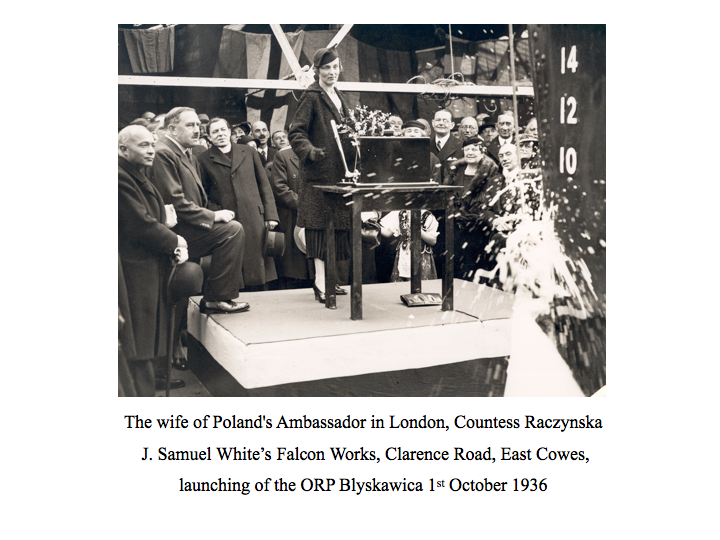 14
12
10
The wife of Poland's Ambassador in London, Countess Raczynska
J. Samuel White’s Falcon Works, Clarence Road, East Cowes,
launching of the ORP Blyskawica 1st October 1936